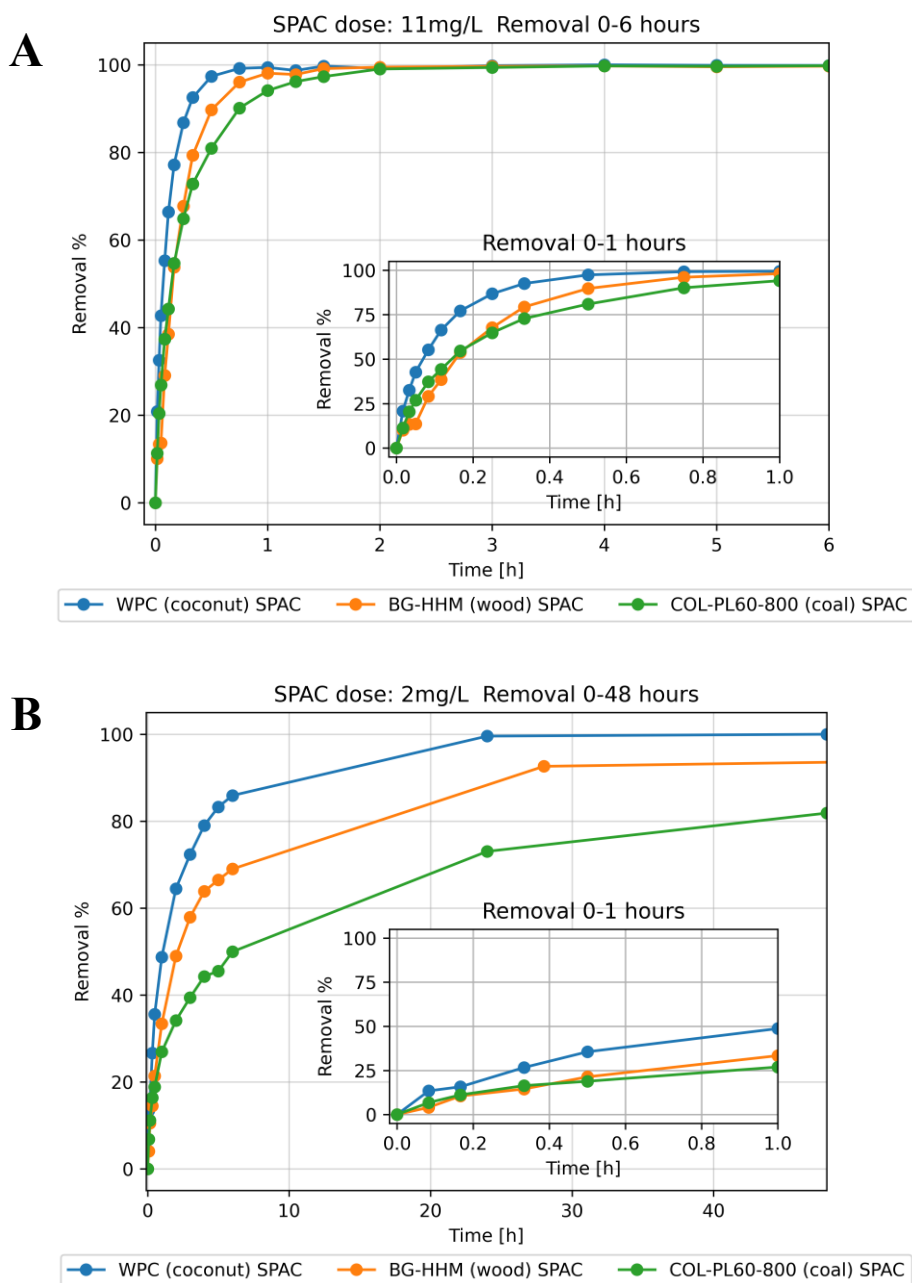 A
SPAC dose: 11mg/L  Removal 0-6 hours
Removal %
100
80
60
40
20
0
Removal 0-1 hours
Removal %
100
75
50
25
0
0.0 0.2 0.4 0.6 0.8 1.0
Time [h]
0 1 2 3 4 5 6
Time [h]
WPC (coconut) SPAC BG-HHM (wood) SPAC COL-PL60-800 (coal) SPAC
B
SPAC dose: 2mg/L  Removal 0-48 hours
Removal %
100
80
60
40
20
0
Removal 0-1 hours
Removal %
100
75
50
25
0
0.0 0.2 0.4 0.6 0.8 1.0
Time [h]
0 10 20 30 40
Time [h]
WPC (coconut) SPAC BG-HHM (wood) SPAC COL-PL60-800 (coal) SPAC